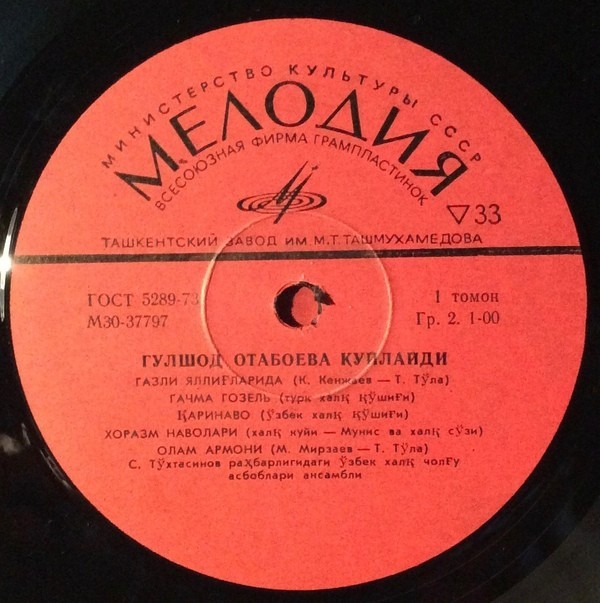 МИНИСТЕРСТВО КУЛЬТУРЫ СССР
МЕЛОДИЯ
ВСЕСОЮЗНАЯ ФИРМА ГРАМПЛАСТИНОК
▽33
ТАШКЕНТСКИЙ ЗАВОД ИМ М.Т.ТАШМУХАМЕДОВА
ГОСТ 5289-73
1 томон
М30-37797
Гр. 2. 1-00
ГУЛШОД ОТАБОЕВА КУЙЛАЙДИ
ГАЗЛИ ЯЛЛИҒЛАРИДА (К. Кенжаев — Т. Тўла)
ГАЧМА ГОЗЕЛЬ (турк халқ қўшиғи)
ҚАРИНАВО (ўзбек халқ қўшиғи)
ХОРАЗМ НАВОЛАРИ (халқ куйи — Мунис ва халқ сўзи)
ОЛАМ АРМОНИ (М. Мирзаев — Т. Тўла)
С. Тўхтасинов раҳбарлигидаги ўзбек халқ чолғу
асбоблари ансамбли